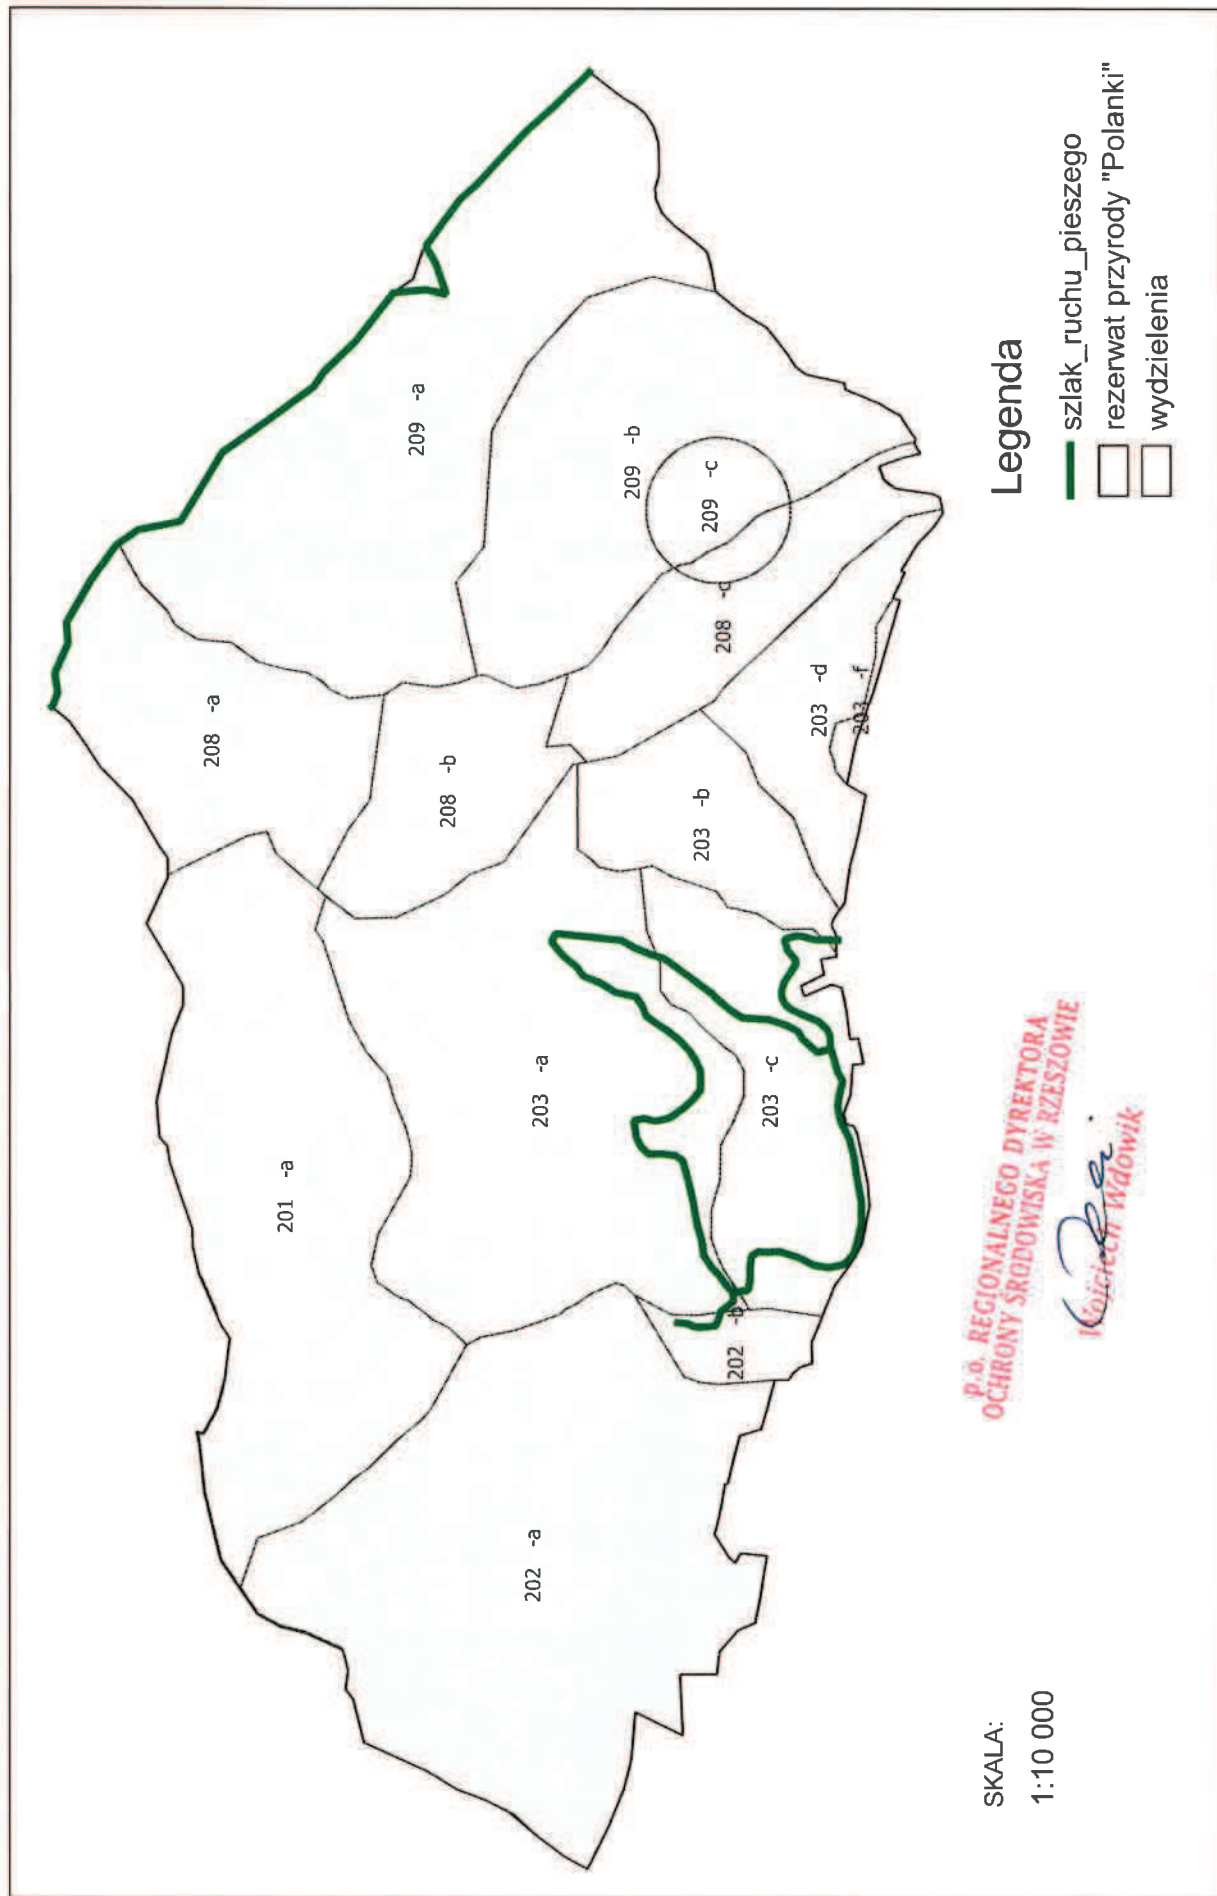 208 -a
209 -a
201 -a
208 -b
209 -b
209 -c
208 -c
203 -a
203 -b
203 -d
203 -f
203 -c
202 -b
202 -a
SKALA:
1:10 000
p.o. REGIONALNEGO DYREKTORA
OCHRONY ŚRODOWISKA W RZESZOWIE
Wojciech Wdowik
Legenda
szlak_ruchu_pieszego
rezerwat przyrody "Polanki"
wydzielenia